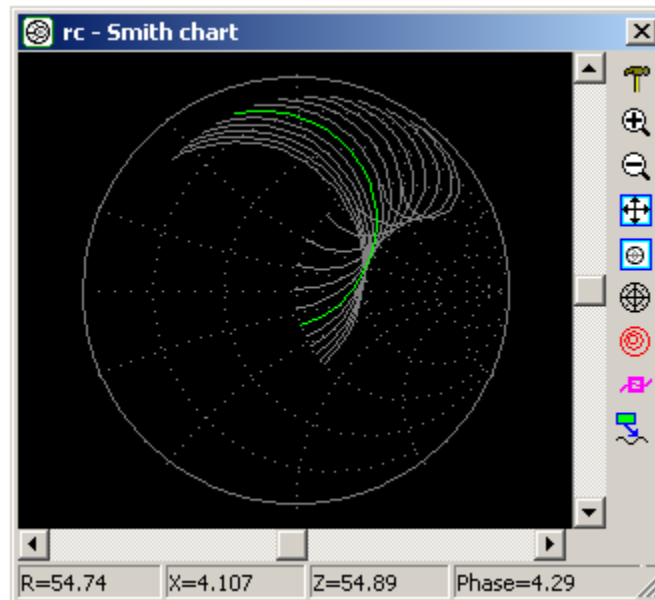 rc - Smith chart
R=54.74 X=4.107 Z=54.89 Phase=4.29